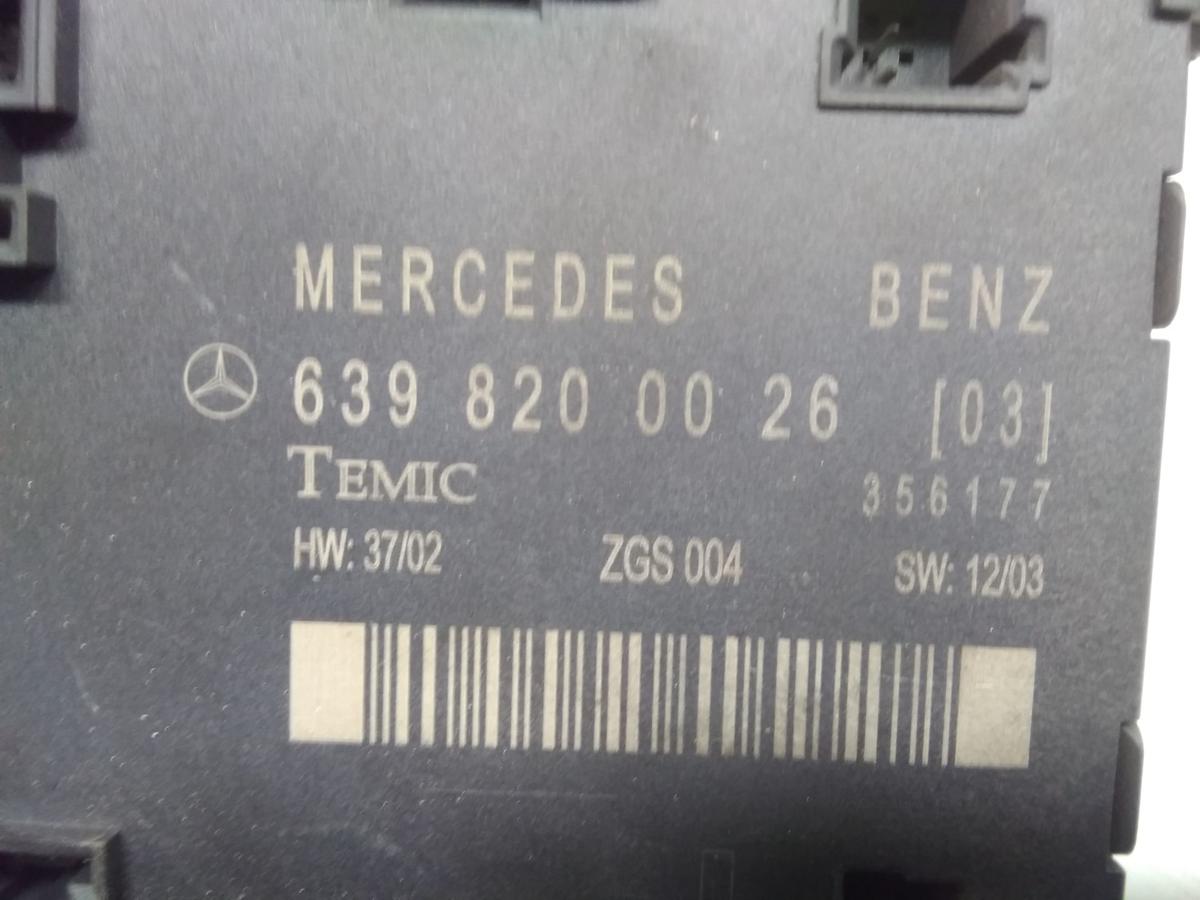 MERCEDES BENZ
639 820 00 26 [03]
TEMIC 356177
HW: 37/02 ZGS 004 SW: 12/03